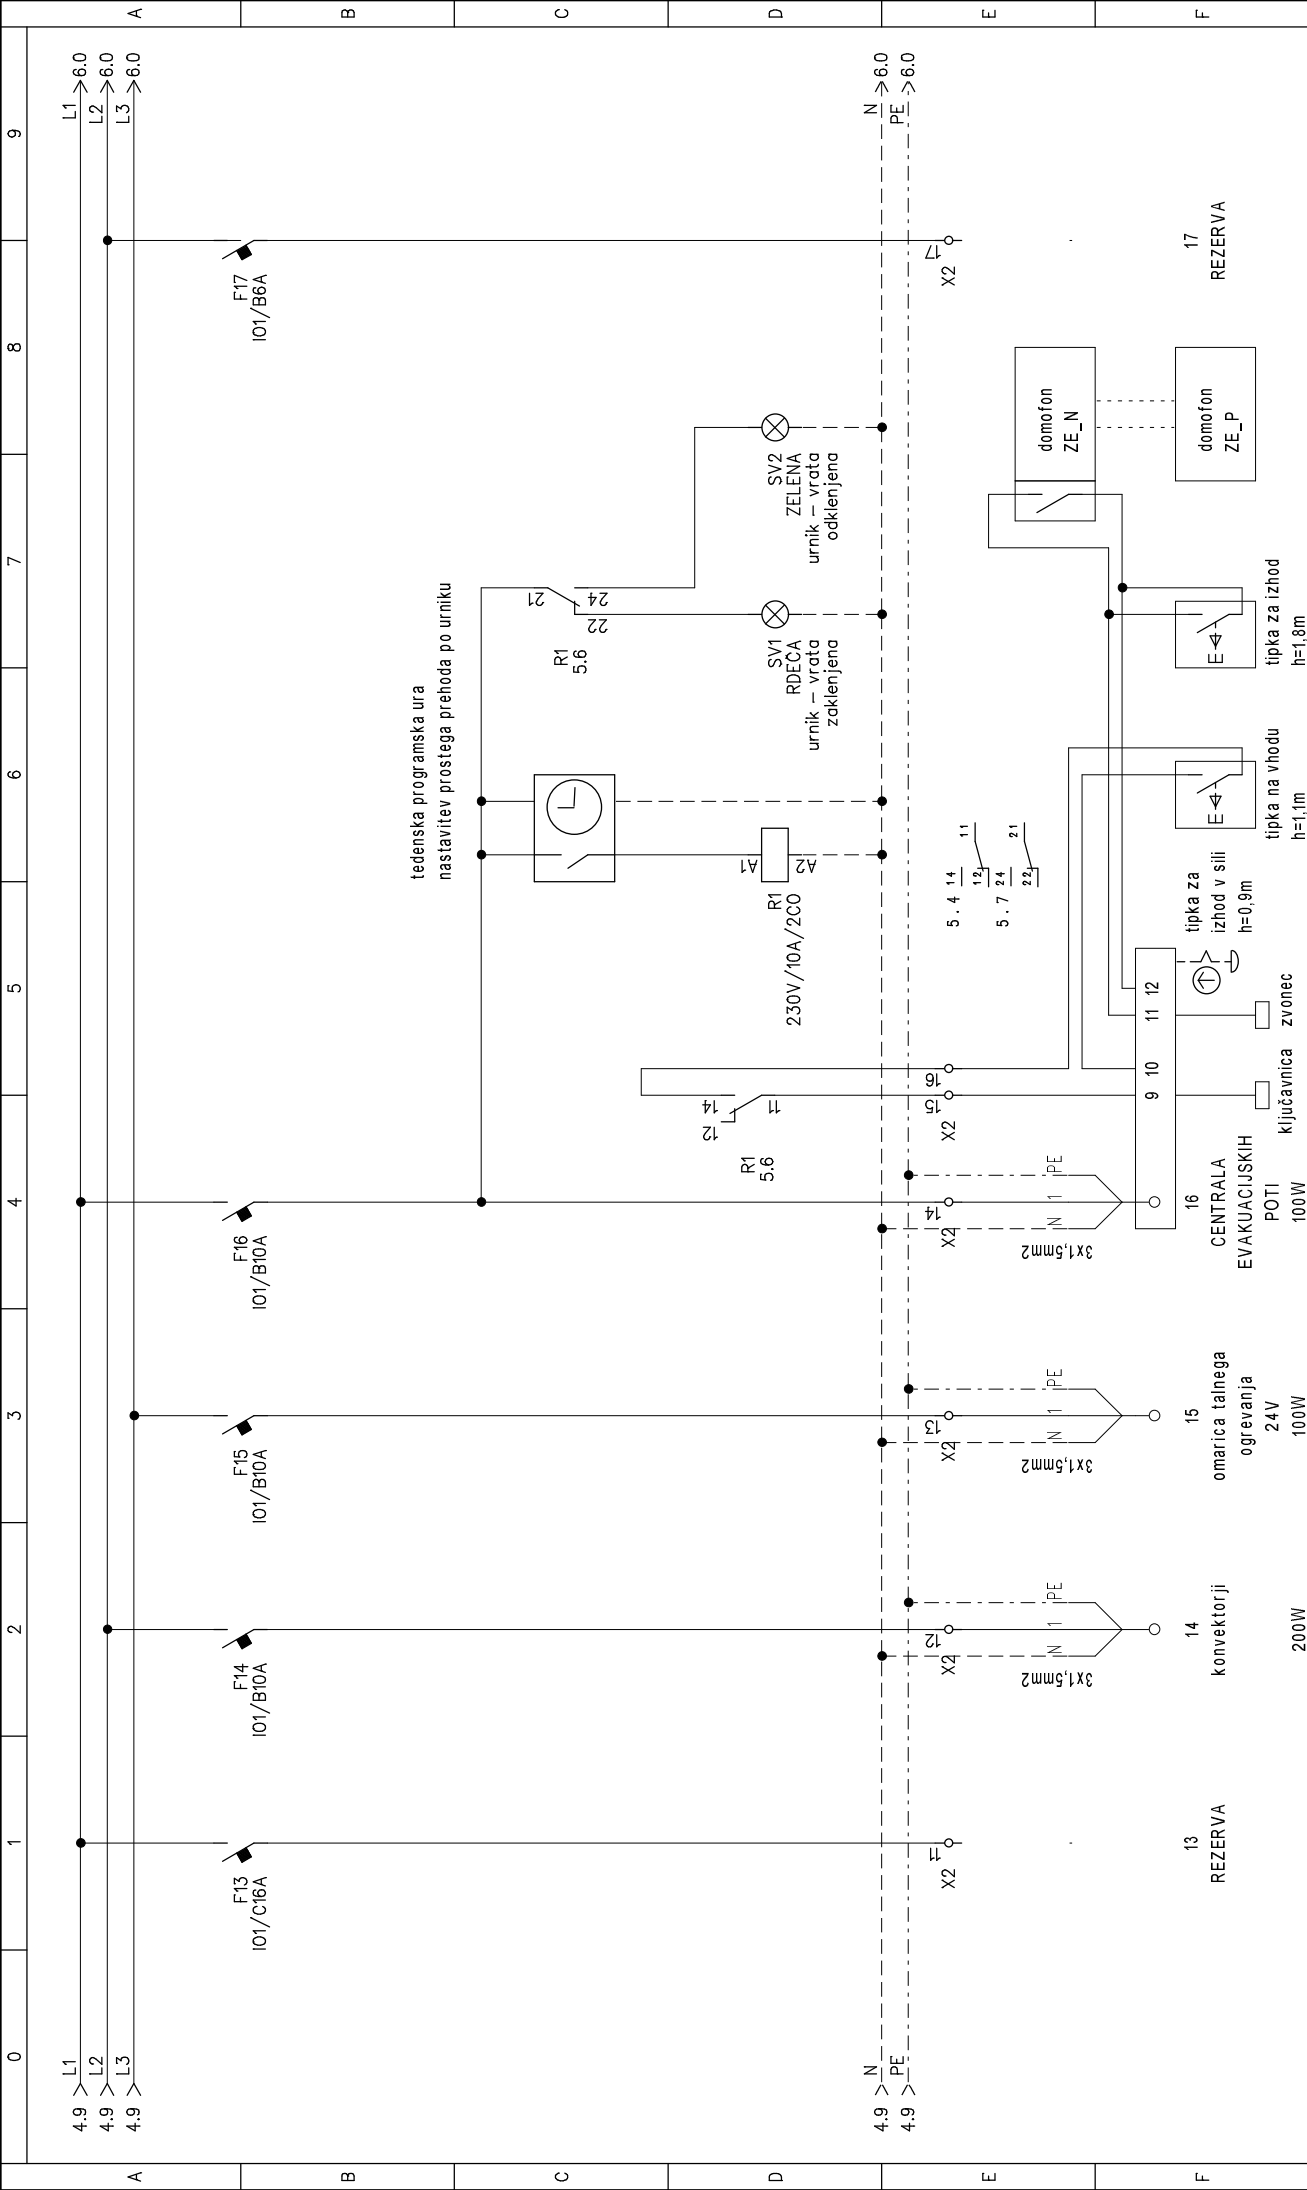 0 1 2 3 4 5 6 7 8 9
A
B
C
D
E
F
A
B
C
D
E
F
4.9 L1
4.9 L2
4.9 L3
L1 6.0
L2 6.0
L3 6.0
4.9 N
4.9 PE
N 6.0
PE 6.0
F13
I01/C16A
F14
I01/B10A
F15
I01/B10A
F16
I01/B10A
F17
I01/B6A
tedenska programska ura
nastavitev prostega prehoda po urniku
21
24
22
R1
5.6
R1
230V/10A/2CO
A1
A2
SV1
RDEČA
urnik – vrata
zaklenjena
SV2
ZELENA
urnik – vrata
odklenjena
14
12
11
R1
5.6
X2 11
X2 12
X2 13
X2 14
X2 15
16
X2 17
N 1 PE
3x1,5mm2
N 1 PE
3x1,5mm2
N 1 PE
3x1,5mm2
5.4 14 11
12
5.7 24 21
22
domofon
ZE_N
domofon
ZE_P
9 10 11 12
E
E
13
REZERVA
14
konvektorji
200W
15
omarica talnega
ogrevanja
24V
100W
16
CENTRALA
EVAKUACIJSKIH
POTI
100W
ključavnica
zvonec
tipka za
izhod v sili
h=0,9m
tipka na vhodu
h=1,1m
tipka za izhod
h=1,8m
17
REZERVA